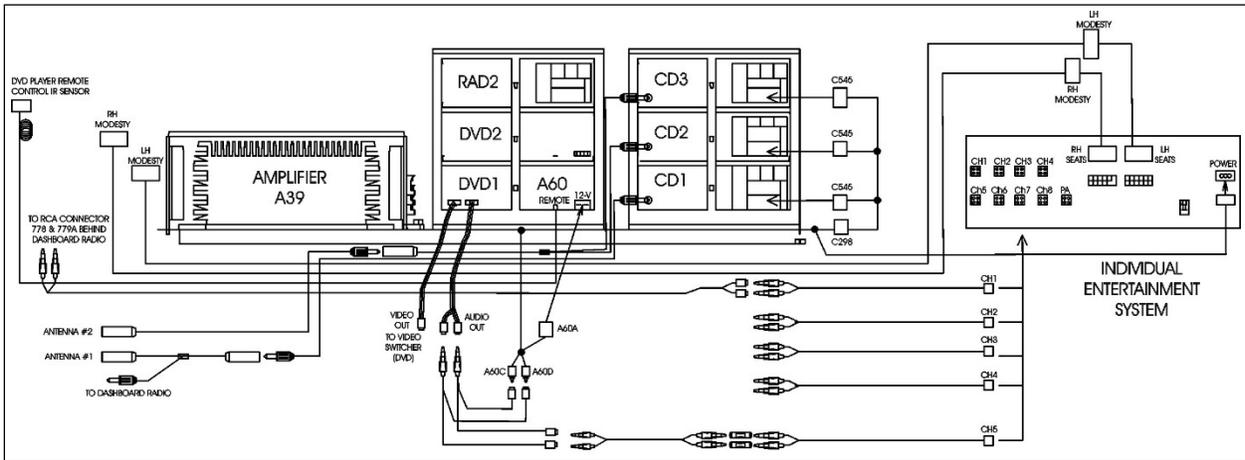 LH
MODESTY
RH
MODESTY
DVD PLAYER REMOTE
CONTROL IR SENSOR
RH
MODESTY
LH
MODESTY
AMPLIFIER
A39
RAD2
DVD2
DVD1
A60
REMOTE
12-V
CD3
CD2
CD1
C545
C545
C545
C298
RH
SEATS
LH
SEATS
POWER
CH1
CH2
CH3
CH4
Ch5
Ch6
Ch7
Ch8
PA
INDIVIDUAL
ENTERTAINMENT
SYSTEM
TO RCA CONNECTOR
778 & 779A BEHIND
DASHBOARD RADIO
ANTENNA #2
ANTENNA #1
TO DASHBOARD RADIO
VIDEO
OUT
TO VIDEO
SWITCHER
(DVD)
AUDIO
OUT
A60A
A60C
A60D
CH1
CH2
CH3
CH4
CH5